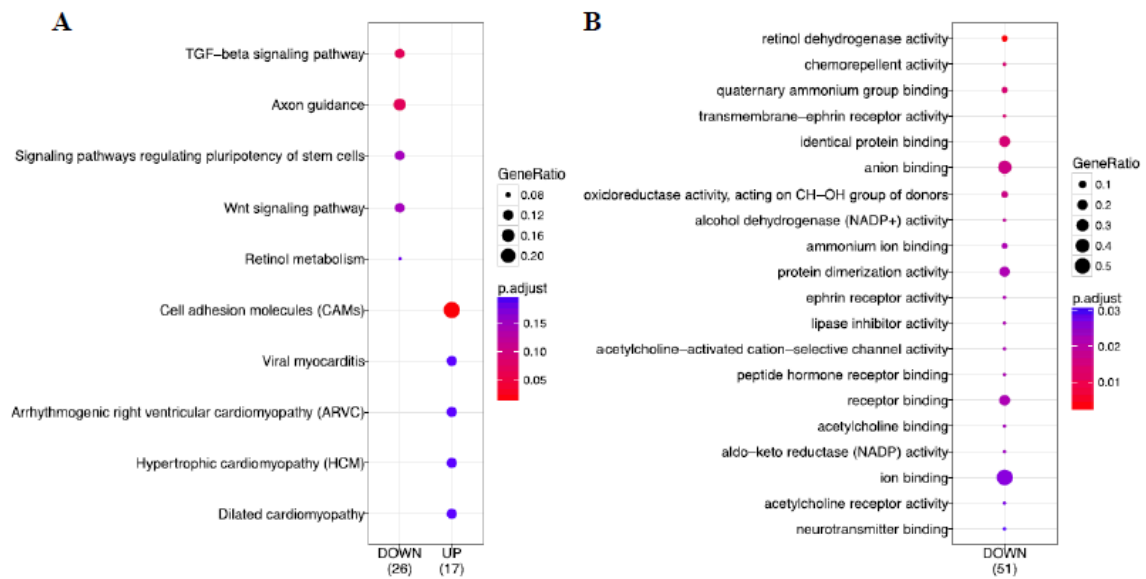 A
TGF-beta signaling pathway
Axon guidance
Signaling pathways regulating pluripotency of stem cells
Wnt signaling pathway
Retinol metabolism
Cell adhesion molecules (CAMs)
Viral myocarditis
Arrhythmogenic right ventricular cardiomyopathy (ARVC)
Hypertrophic cardiomyopathy (HCM)
Dilated cardiomyopathy
DOWN
(26)
UP
(17)
GeneRatio
0.08
0.12
0.16
0.20
p.adjust
0.15
0.10
0.05
B
retinol dehydrogenase activity
chemorepellent activity
quaternary ammonium group binding
transmembrane-ephrin receptor activity
identical protein binding
anion binding
oxidoreductase activity, acting on CH-OH group of donors
alcohol dehydrogenase (NADP+) activity
ammonium ion binding
protein dimerization activity
ephrin receptor activity
lipase inhibitor activity
acetylcholine-activated cation-selective channel activity
peptide hormone receptor binding
receptor binding
acetylcholine binding
aldo-keto reductase (NADP) activity
ion binding
acetylcholine receptor activity
neurotransmitter binding
DOWN
(51)
GeneRatio
0.1
0.2
0.3
0.4
0.5
p.adjust
0.03
0.02
0.01